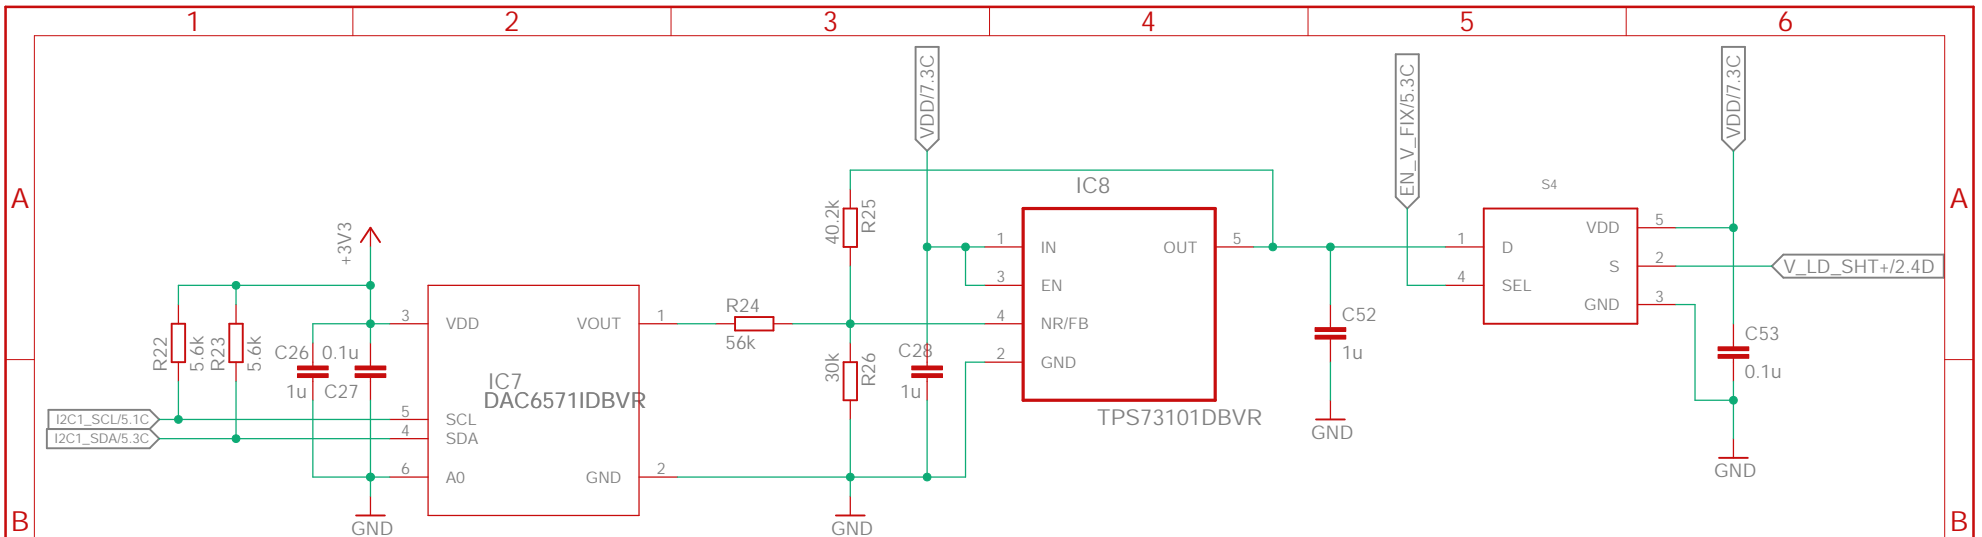 1 2 3 4 5 6
A
A
B
B
VDD/7.3C
EN_V_FIX/5.3C
VDD/7.3C
+3V3
R22
5.6k
R23
5.6k
C26
1u
0.1u
C27
I2C1_SCL/5.1C
I2C1_SDA/5.3C
3 VDD
VOUT 1
IC7
DAC6571IDBVR
5 SCL
4 SDA
6 A0
GND 2
GND
R24
56k
40.2k
R25
30k
R26
GND
C28
1u
IC8
1 IN
OUT 5
3 EN
4 NR/FB
2 GND
TPS73101DBVR
C52
1u
GND
S4
VDD 5
1 D
S 2
4 SEL
GND 3
V_LD_SHT+/2.4D
C53
0.1u
GND